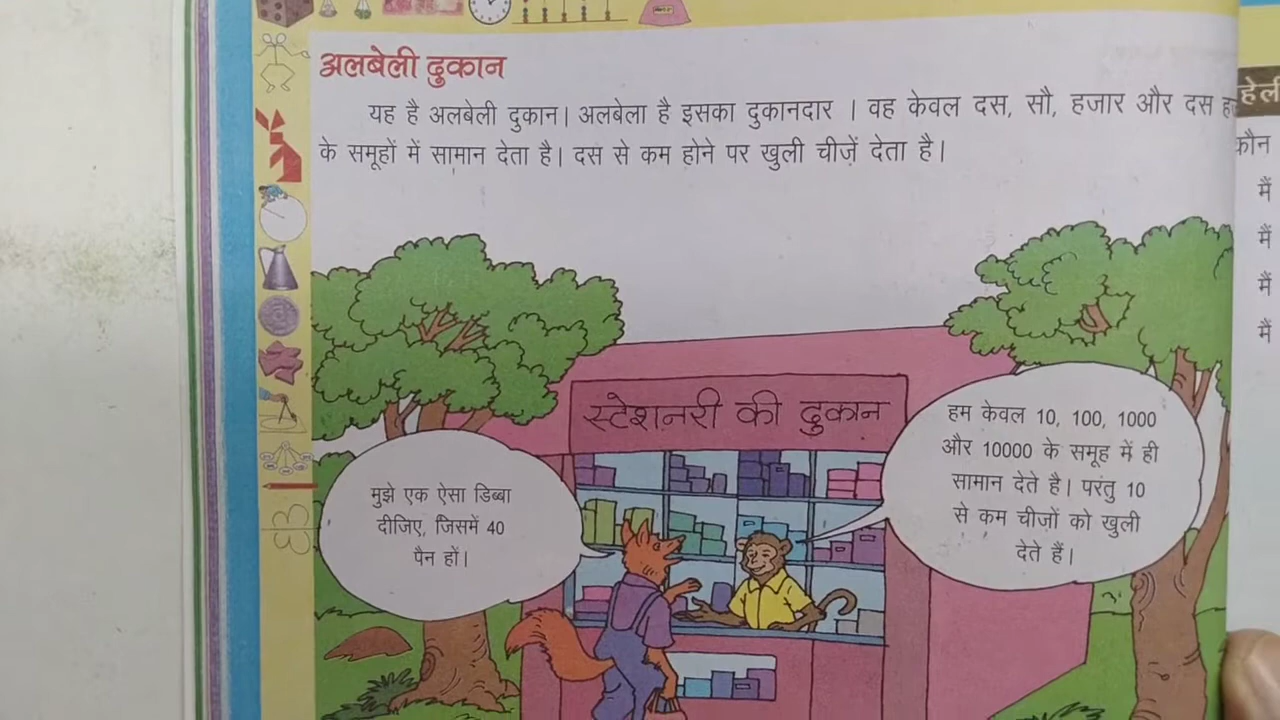 अलबेली दुकान
यह है अलबेली दुकान। अलबेला है इसका दुकानदार । वह केवल दस, सौ, हजार और दस
के समूहों में सामान देता है। दस से कम होने पर खुली चीज़ें देता है।
स्टेशनरी की दुकान
मुझे एक ऐसा डिब्बा
दीजिए, जिसमें 40
पैन हों।
हम केवल 10, 100, 1000
और 10000 के समूह में ही
सामान देते है। परंतु 10
से कम चीज़ों को खुली
देते हैं।
कौन
मैं
मैं
मैं
मैं